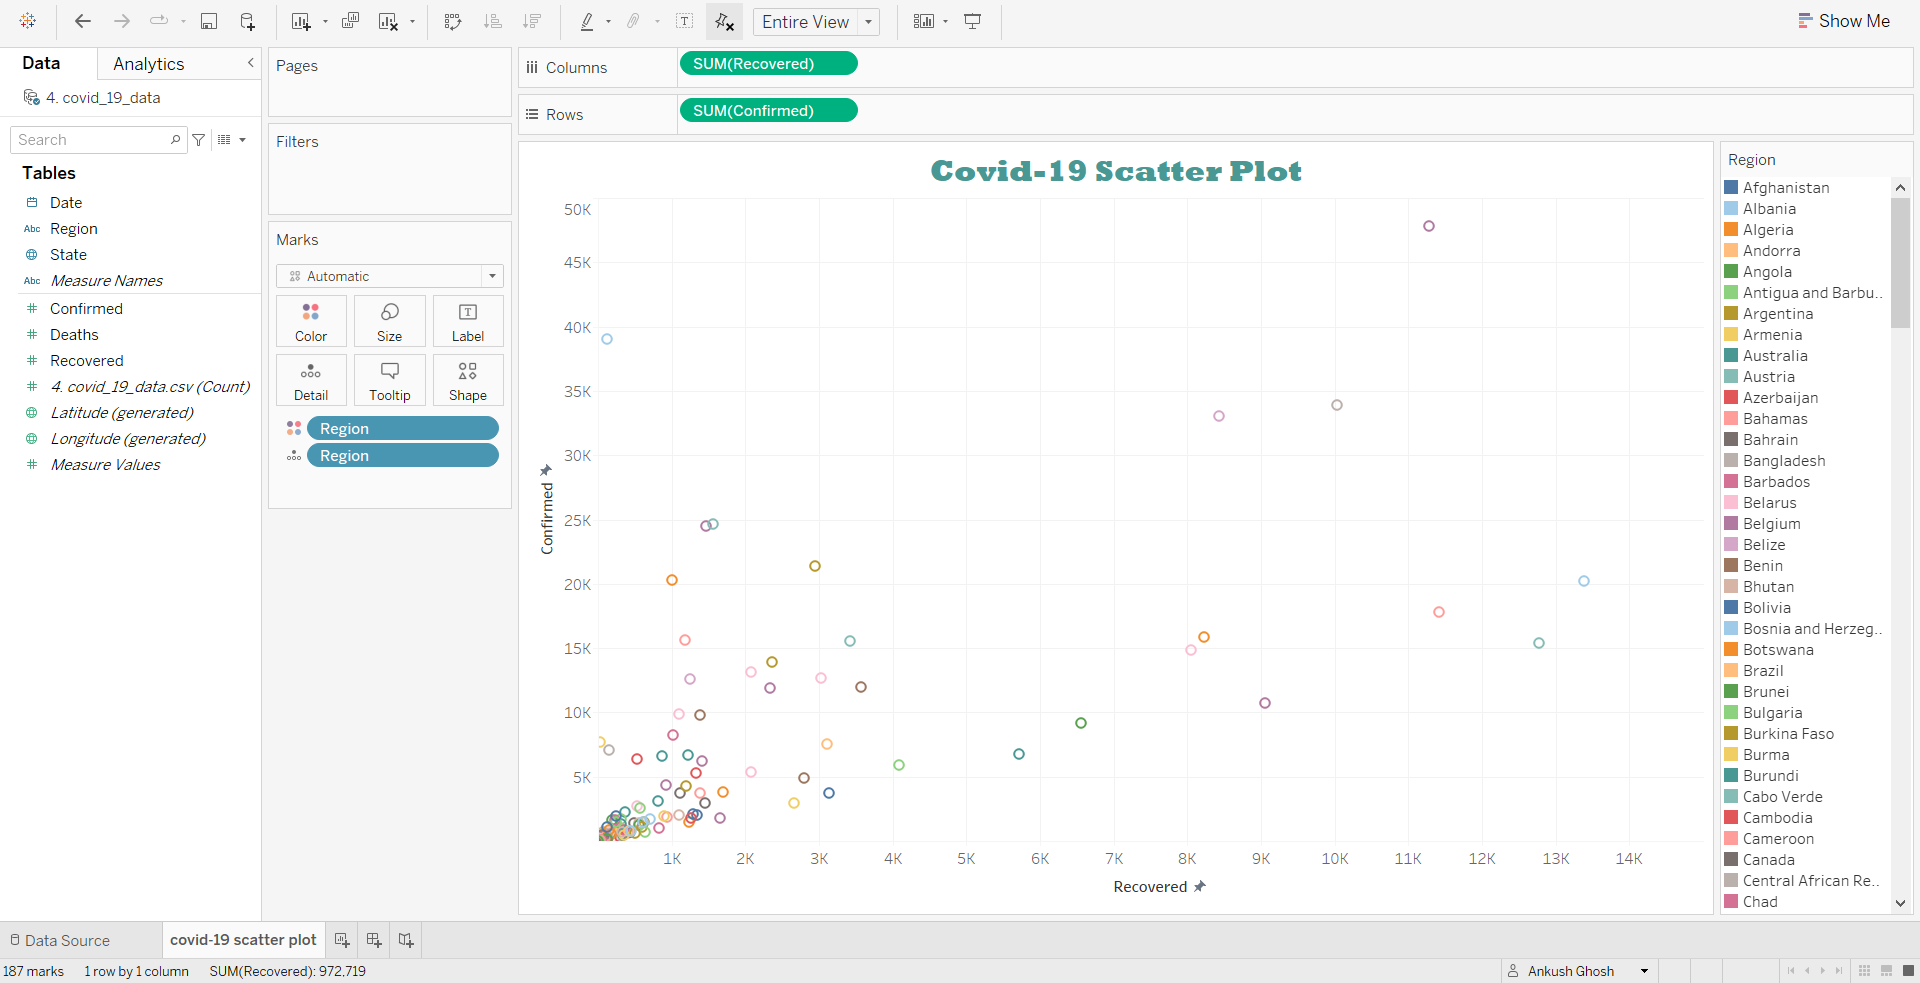 Entire View
Show Me
Data
Analytics
4. covid_19_data
Search
Tables
Date
Abc Region
State
Abc Measure Names
Confirmed
Deaths
Recovered
4. covid_19_data.csv (Count)
Latitude (generated)
Longitude (generated)
Measure Values
Pages
Filters
Marks
Automatic
Color
Size
Label
Detail
Tooltip
Shape
Region
Region
Columns
SUM(Recovered)
Rows
SUM(Confirmed)
Covid-19 Scatter Plot
50K
45K
40K
35K
30K
25K
20K
15K
10K
5K
Confirmed
1K 2K 3K 4K 5K 6K 7K 8K 9K 10K 11K 12K 13K 14K
Recovered
Region
Afghanistan
Albania
Algeria
Andorra
Angola
Antigua and Barbu..
Argentina
Armenia
Australia
Austria
Azerbaijan
Bahamas
Bahrain
Bangladesh
Barbados
Belarus
Belgium
Belize
Benin
Bhutan
Bolivia
Bosnia and Herzeg..
Botswana
Brazil
Brunei
Bulgaria
Burkina Faso
Burma
Burundi
Cabo Verde
Cambodia
Cameroon
Canada
Central African Re..
Chad
Data Source
covid-19 scatter plot
187 marks 1 row by 1 column SUM(Recovered): 972,719
Ankush Ghosh